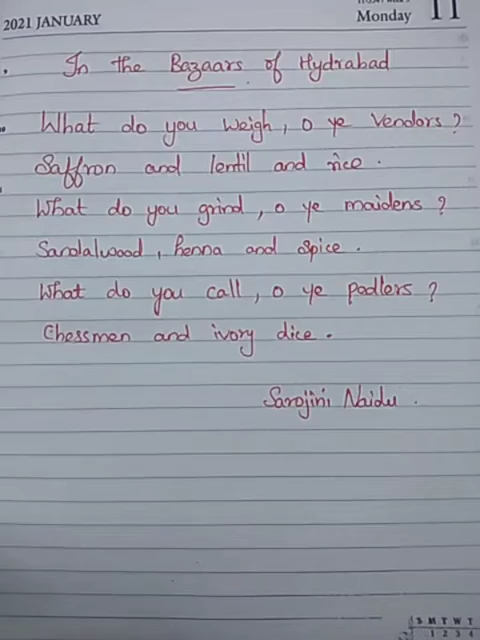 2021 JANUARY
Monday 11
In the Bazaars of Hydrabad
What do you weigh, o ye vendors?
Saffron and lentil and rice.
What do you grind, o ye maidens?
Sandalwood, henna and spice.
What do you call, o ye pedlers?
Chessmen and ivory dice.
Sarojini Naidu.
S M T W T
1 2 3 4